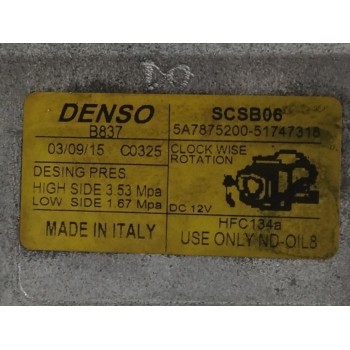 DENSO
B837
03/09/15 C0325
DESING PRES
HIGH SIDE 3.53 Mpa
LOW SIDE 1.67 Mpa
MADE IN ITALY
SCSB06
5A7875200-51747318
CLOCK WISE
ROTATION
DC 12V
HFC134a
USE ONLY ND-OIL8